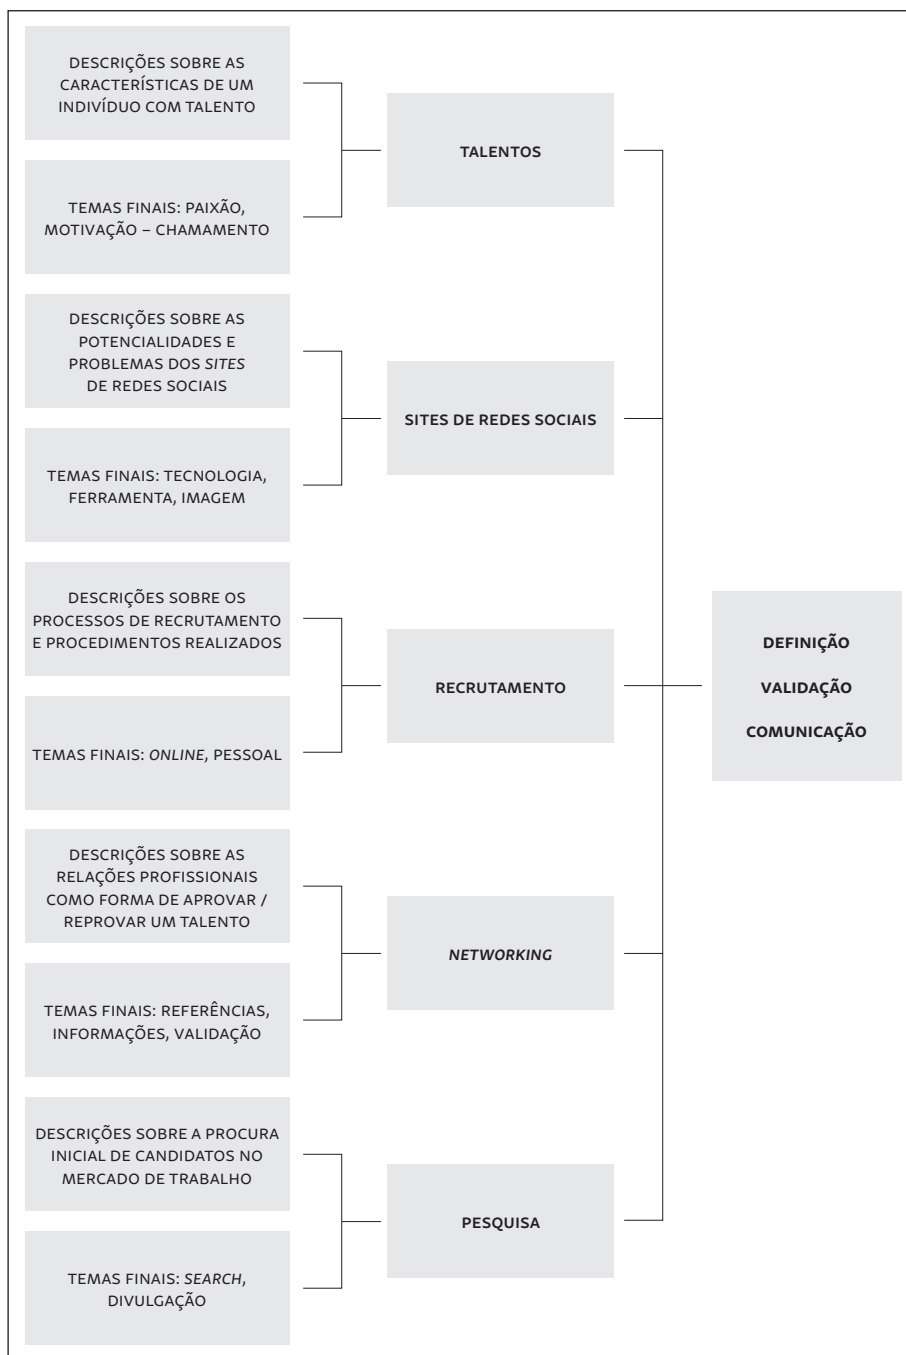 DESCRIÇÕES SOBRE AS
CARACTERÍSTICAS DE UM
INDIVÍDUO COM TALENTO
TEMAS FINAIS: PAIXÃO,
MOTIVAÇÃO – CHAMAMENTO
TALENTOS
DESCRIÇÕES SOBRE AS
POTENCIALIDADES E
PROBLEMAS DOS SITES
DE REDES SOCIAIS
TEMAS FINAIS: TECNOLOGIA,
FERRAMENTA, IMAGEM
SITES DE REDES SOCIAIS
DESCRIÇÕES SOBRE OS
PROCESSOS DE RECRUTAMENTO
E PROCEDIMENTOS REALIZADOS
TEMAS FINAIS: ONLINE, PESSOAL
RECRUTAMENTO
DESCRIÇÕES SOBRE AS
RELAÇÕES PROFISSIONAIS
COMO FORMA DE APROVAR /
REPROVAR UM TALENTO
TEMAS FINAIS: REFERÊNCIAS,
INFORMAÇÕES, VALIDAÇÃO
NETWORKING
DESCRIÇÕES SOBRE A PROCURA
INICIAL DE CANDIDATOS NO
MERCADO DE TRABALHO
TEMAS FINAIS: SEARCH,
DIVULGAÇÃO
PESQUISA
DEFINIÇÃO
VALIDAÇÃO
COMUNICAÇÃO